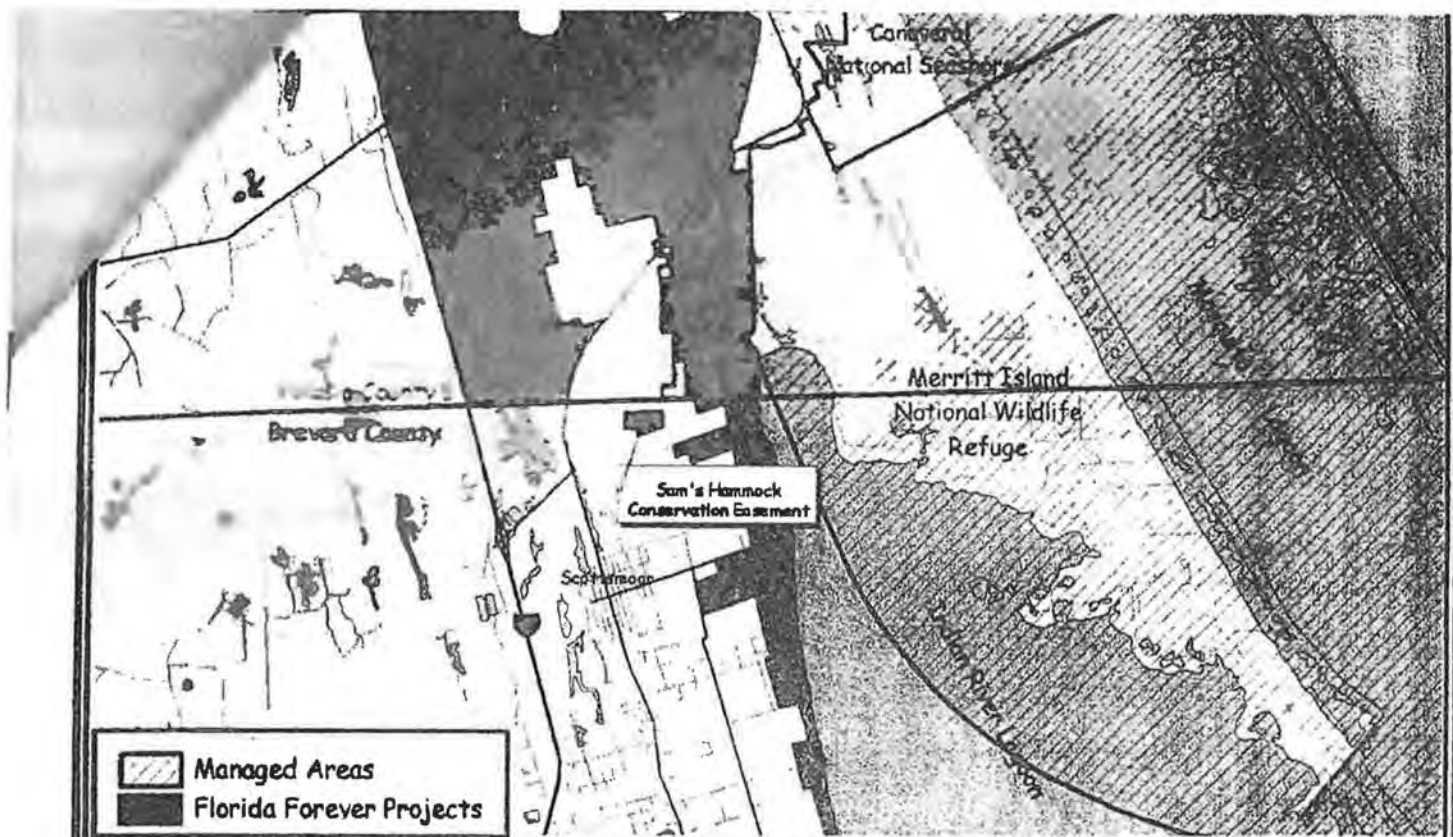 Canaveral
National Seashore
Merritt Island
National Wildlife
Refuge
Brevard County
Sam's Hammock
Conservation Easement
Scottsmoor
Indian River Lagoon
Managed Areas
Florida Forever Projects